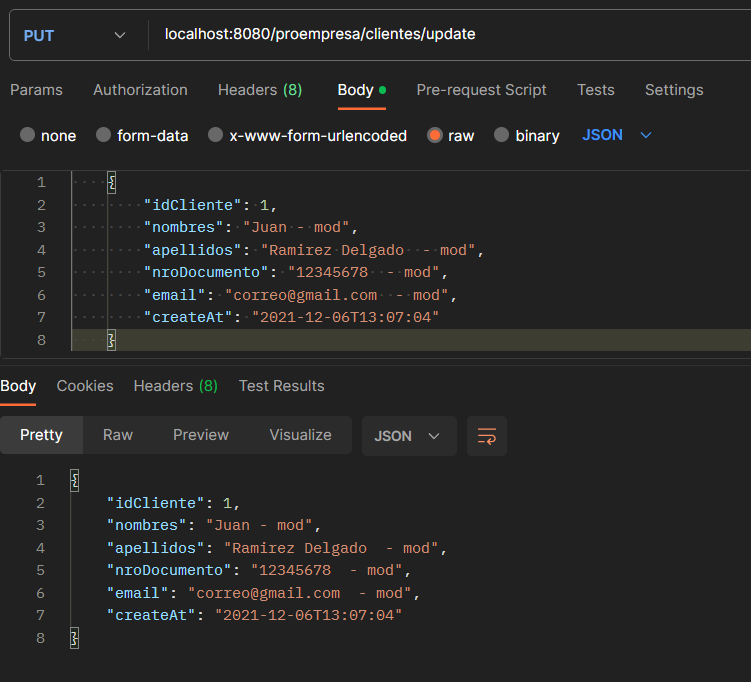 PUT localhost:8080/proempresa/clientes/update
Params Authorization Headers (8) Body Pre-request Script Tests Settings
none form-data x-www-form-urlencoded raw binary JSON
1 {
2 "idCliente": 1,
3 "nombres": "Juan - mod",
4 "apellidos": "Ramirez Delgado  - mod",
5 "nroDocumento": "12345678  - mod",
6 "email": "correo@gmail.com  - mod",
7 "createAt": "2021-12-06T13:07:04"
8 }
Body Cookies Headers (8) Test Results
Pretty Raw Preview Visualize JSON
1 {
2 "idCliente": 1,
3 "nombres": "Juan - mod",
4 "apellidos": "Ramirez Delgado  - mod",
5 "nroDocumento": "12345678  - mod",
6 "email": "correo@gmail.com  - mod",
7 "createAt": "2021-12-06T13:07:04"
8 }